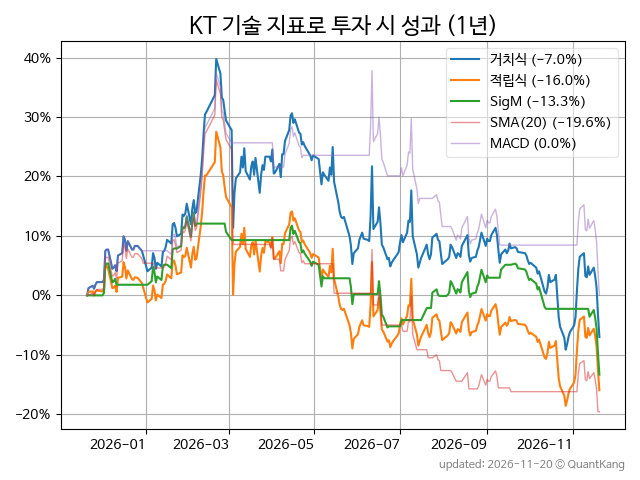 KT 기술 지표로 투자 시 성과 (1년)
40%
30%
20%
10%
0%
−10%
−20%
거치식 (−7.0%)
적립식 (−16.0%)
SigM (−13.3%)
SMA(20) (−19.6%)
MACD (0.0%)
2026-01
2026-03
2026-05
2026-07
2026-09
2026-11
updated: 2026-11-20 © QuantKang